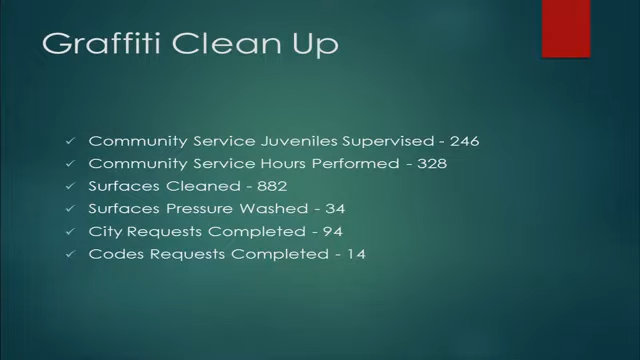 Graffiti Clean Up
✓ Community Service Juveniles Supervised - 246
✓ Community Service Hours Performed - 328
✓ Surfaces Cleaned - 882
✓ Surfaces Pressure Washed - 34
✓ City Requests Completed - 94
✓ Codes Requests Completed - 14